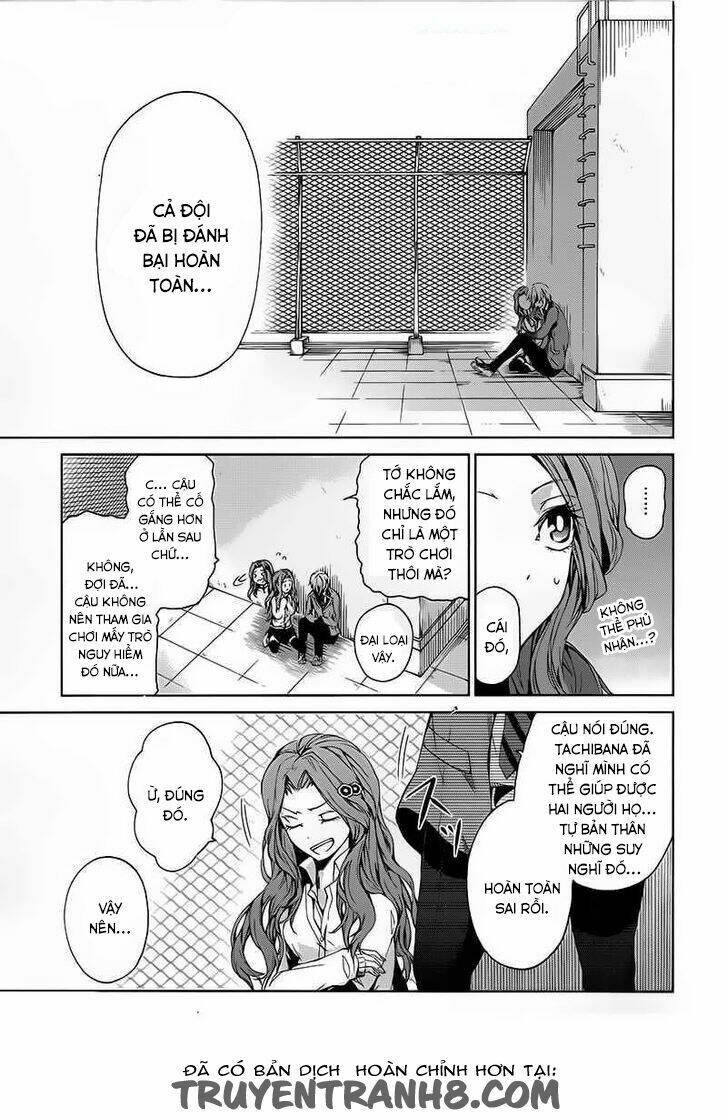 CẢ ĐỘI
ĐÃ BỊ ĐÁNH
BẠI HOÀN
TOÀN...
......
KHÔNG
THỂ PHỦ
NHẬN...?
CÁI
ĐÓ,
TỚ KHÔNG
CHẮC LẮM,
NHƯNG ĐÓ
CHỈ LÀ MỘT
TRÒ CHƠI
THÔI MÀ?
ĐẠI LOẠI
VẬY.
C... CẬU
CÓ THỂ CỐ
GẮNG HƠN
Ở LẦN SAU
CHỨ...
KHÔNG,
ĐỢI ĐÃ...
CẬU KHÔNG
NÊN THAM GIA
CHƠI MẤY TRÒ
NGUY HIỂM
ĐÓ NỮA...
CẬU NÓI ĐÚNG.
TACHIBANA ĐÃ
NGHĨ MÌNH CÓ
THỂ GIÚP ĐƯỢC
HAI NGƯỜI HỌ...
TỰ BẢN THÂN
NHỮNG SUY
NGHĨ ĐÓ...
HOÀN TOÀN
SAI RỒI.
Ừ, ĐÚNG
ĐÓ.
VẬY
NÊN...
ĐÃ CÓ BẢN DỊCH HOÀN CHỈNH HƠN TẠI:
TRUYENTRANH8.COM